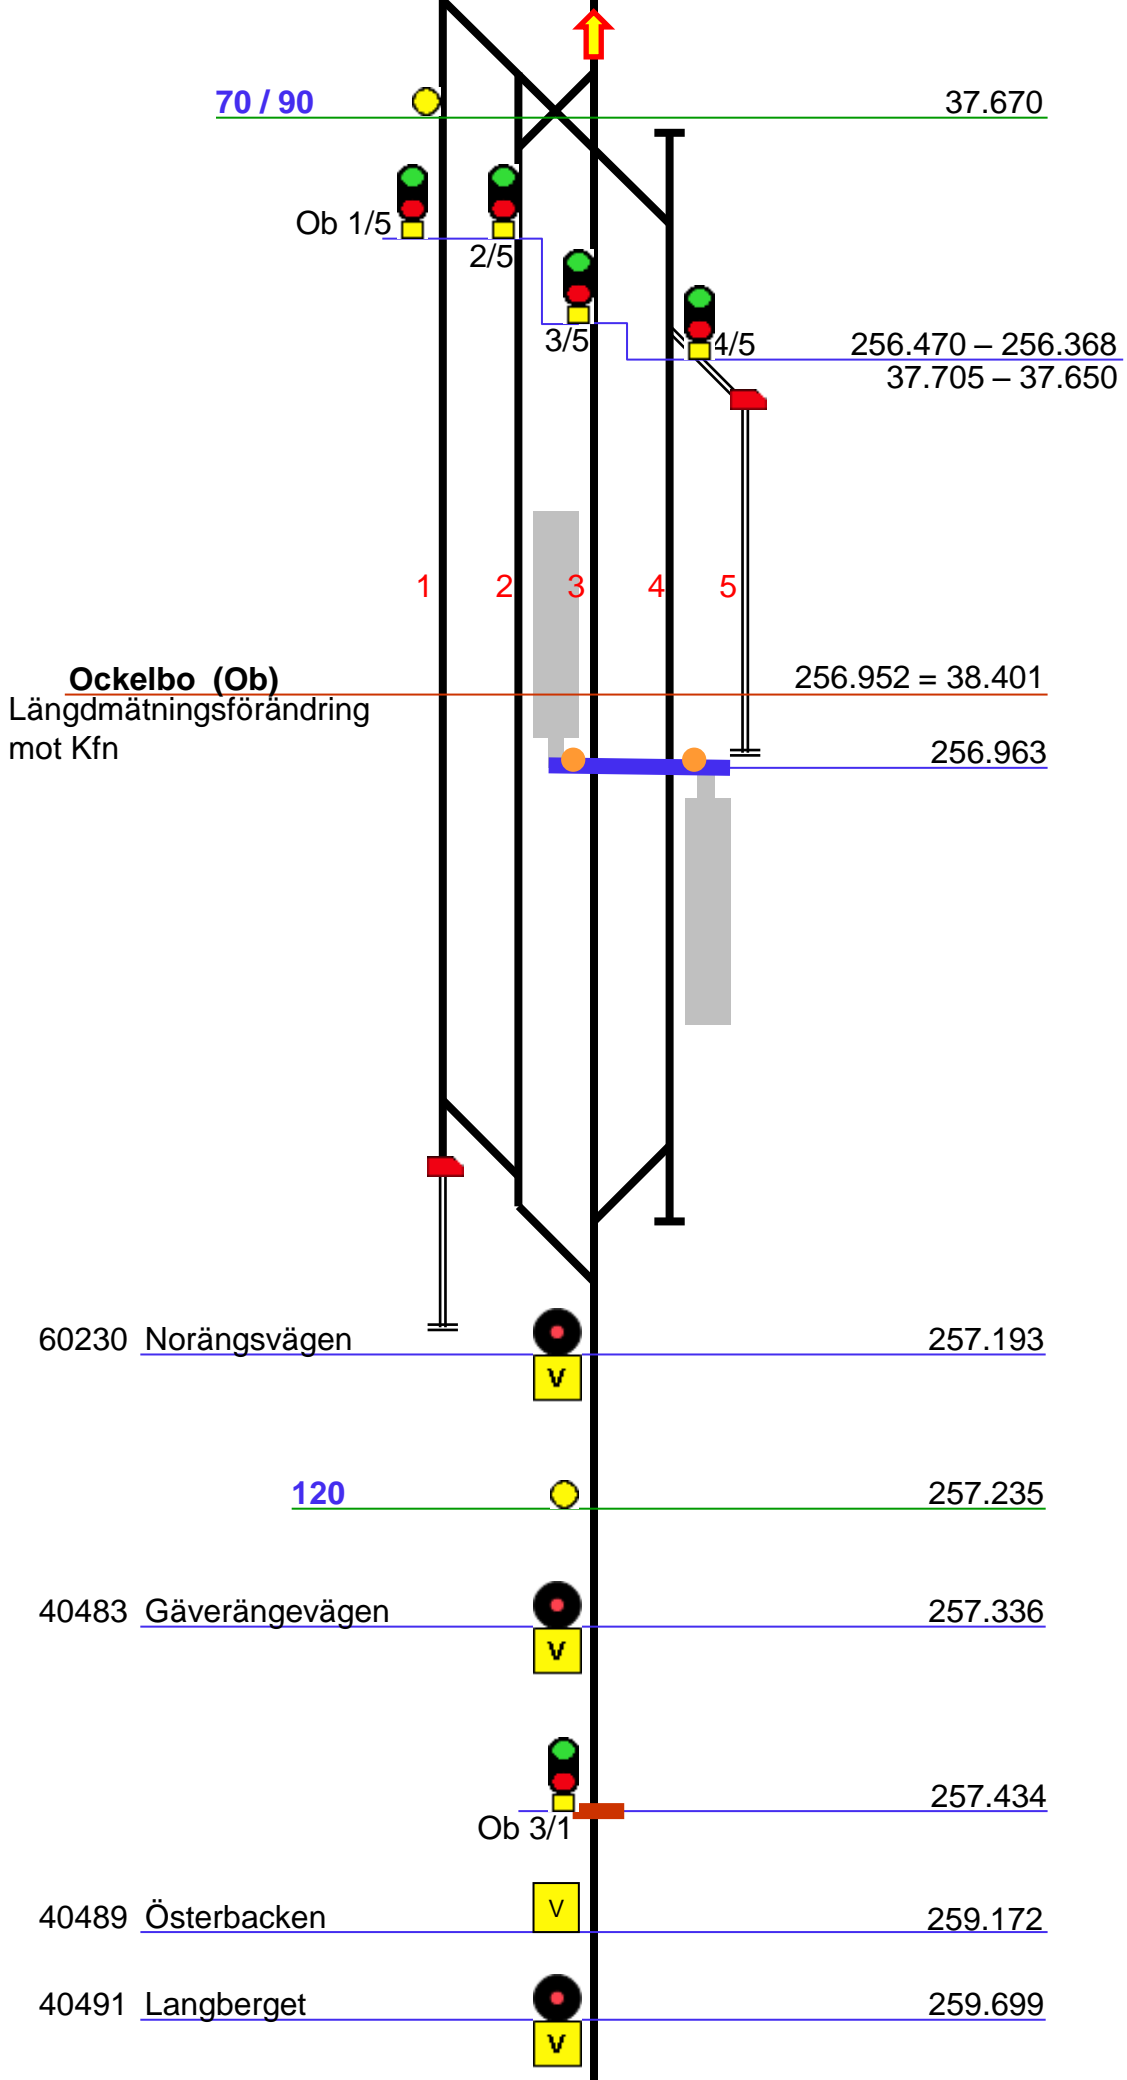 70 / 90 37.670
Ob 1/5
2/5
3/5
4/5 256.470 – 256.368
37.705 – 37.650
1 2 3 4 5
Ockelbo (Ob) 256.952 = 38.401
Längdmätningsförändring
mot Kfn
256.963
60230 Norängsvägen 257.193
V
120 257.235
40483 Gäverängevägen 257.336
V
257.434
Ob 3/1
40489 Österbacken V 259.172
40491 Langberget 259.699
V